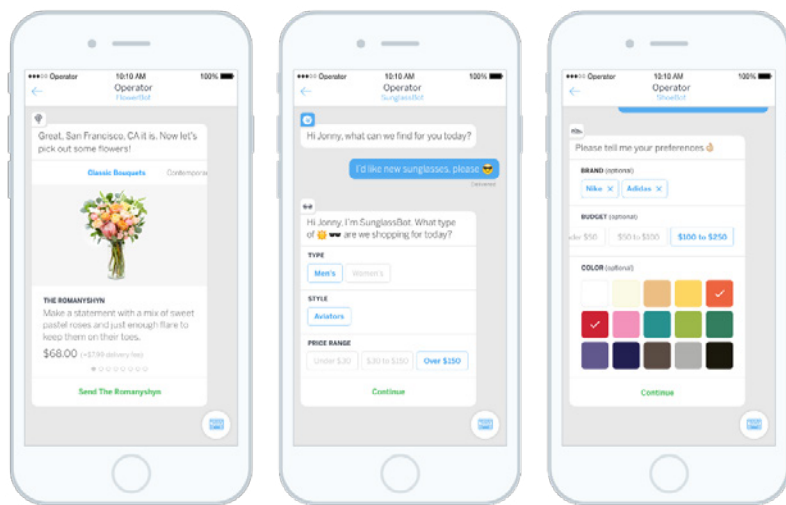 Operator 10:10 AM 100%
Operator
FlowerBot
Great, San Francisco, CA it is. Now let's
pick out some flowers!
Classic Bouquets Contempora
THE ROMANYSHYN
Make a statement with a mix of sweet
pastel roses and just enough flare to
keep them on their toes.
$68.00 (+$7.99 delivery fee)
Send The Romanyshyn
Operator 10:10 AM 100%
Operator
SunglassBot
Hi Jonny, what can we find for you today?
I'd like new sunglasses, please 😎
Delivered
Hi Jonny, I'm SunglassBot. What type
of 🌞 🕶 are we shopping for today?
TYPE
Men's Women's
STYLE
Aviators
PRICE RANGE
Under $30 $30 to $150 Over $150
Continue
Operator 10:10 AM 100%
Operator
ShoeBot
Please tell me your preferences 👌
BRAND (optional)
Nike X Adidas X
BUDGET (optional)
der $50 $50 to $100 $100 to $250
COLOR (optional)
Continue